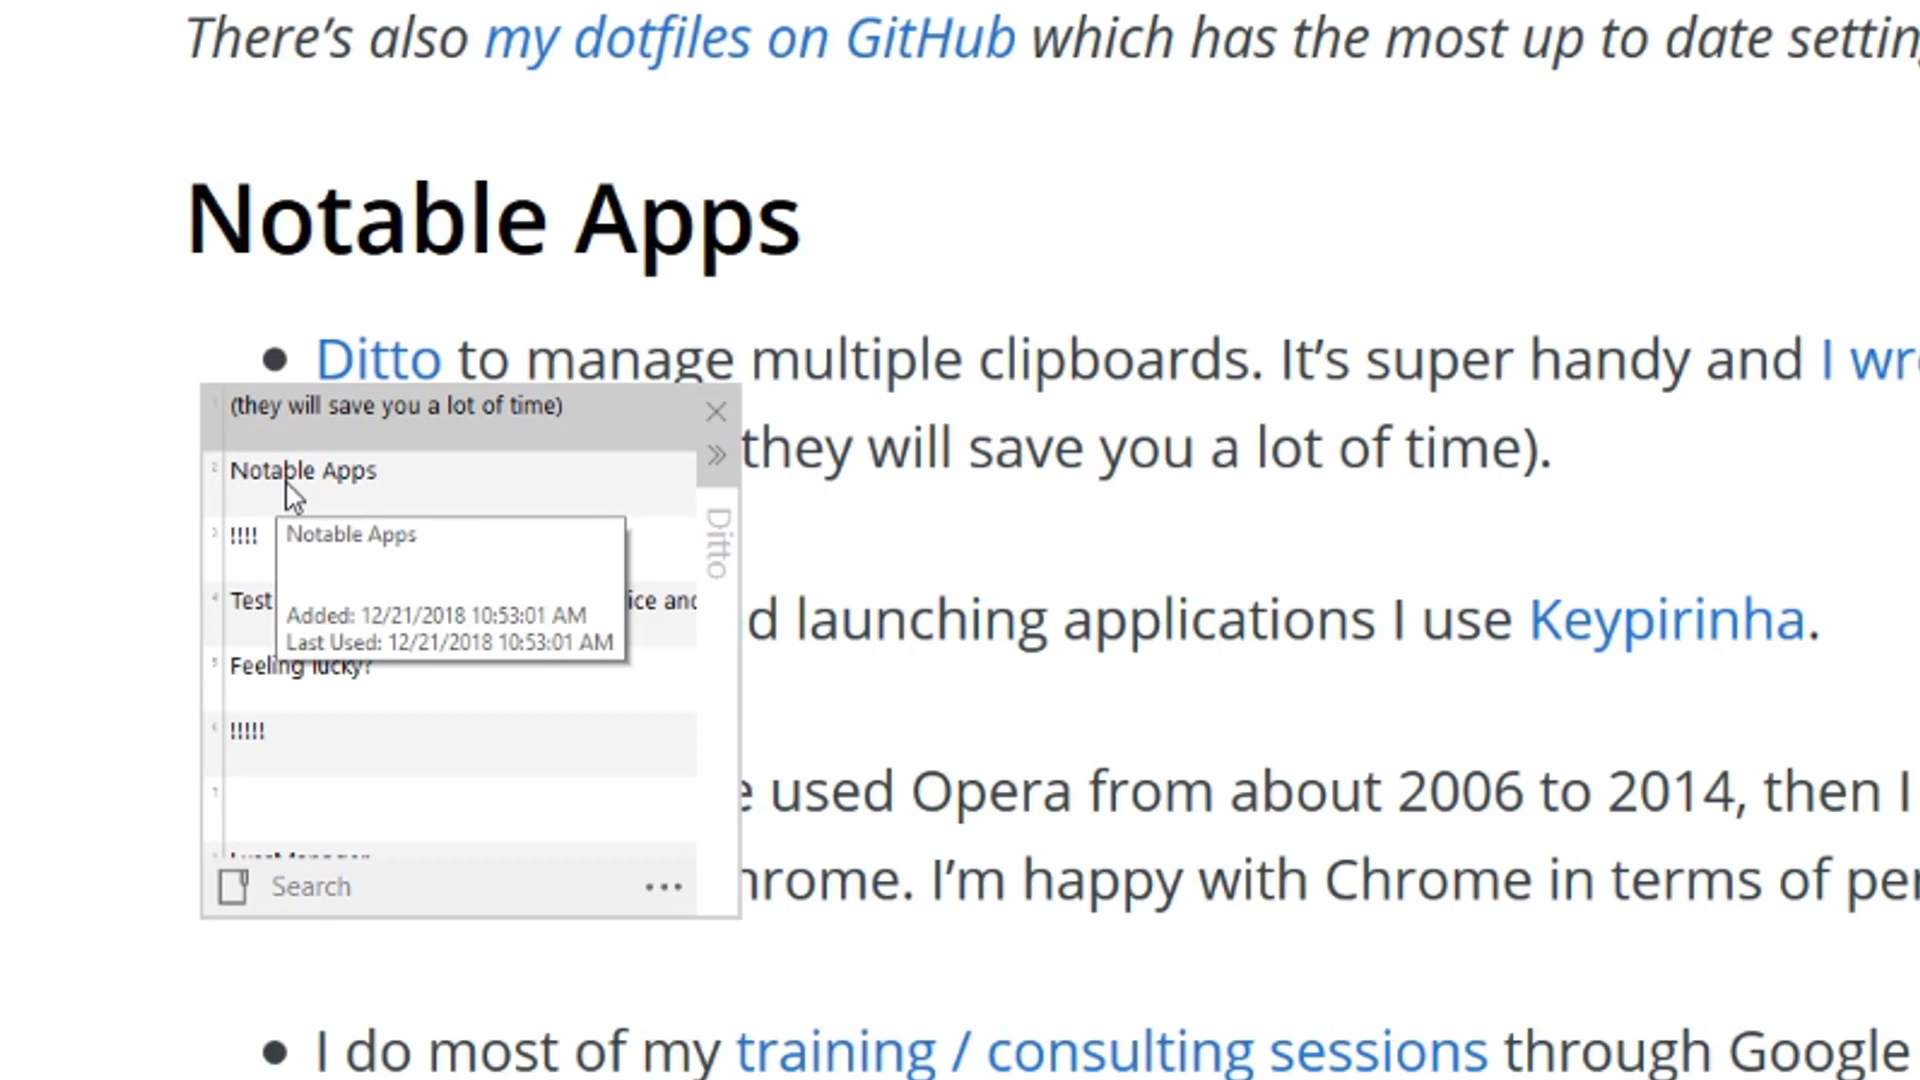 There's also my dotfiles on GitHub which has the most up to date
Notable Apps
Ditto to manage multiple clipboards. It's super handy and I
(they will save you a lot of time)
they will save you a lot of time).
Notable Apps
!!!!
Notable Apps
Added: 12/21/2018 10:53:01 AM
Last Used: 12/21/2018 10:53:01 AM
Ditto
Test
and
launching applications I use Keypirinha.
Feeling lucky?
!!!!!
used Opera from about 2006 to 2014, then I
Search
hrome. I'm happy with Chrome in terms of
I do most of my training / consulting sessions through Google